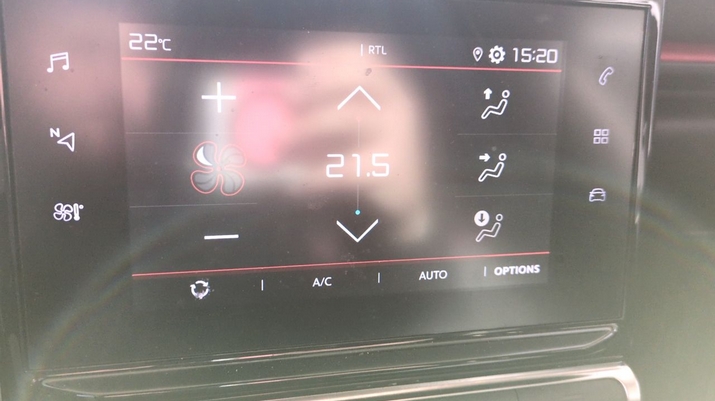 22°C
RTL
15:20
N
21.5
A/C
AUTO
OPTIONS